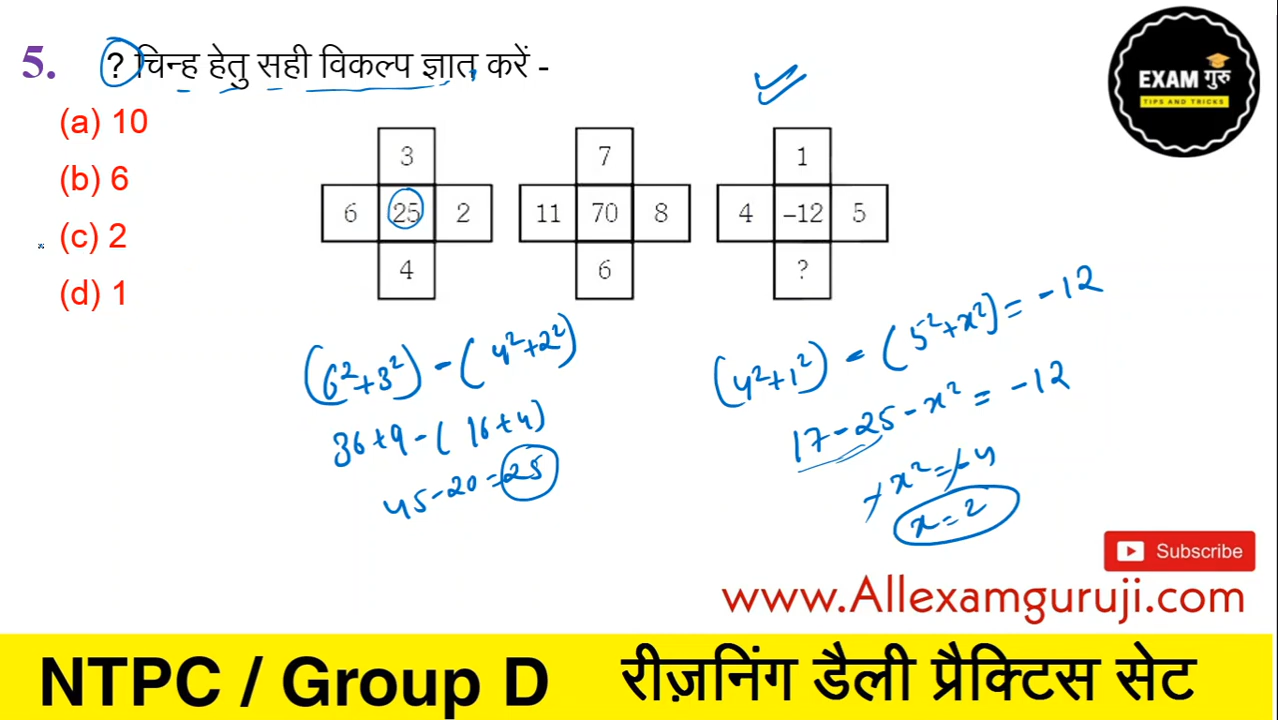 5. ? चिन्ह हेतु सही विकल्प ज्ञात करें -
(a) 10
(b) 6
(c) 2
(d) 1
3
6 25 2
4
7
11 70 8
6
1
4 –12 5
?
(6²+3²) - (4²+2²)
36+9-(16+4)
45-20=25
(4²+1²) - (5²+x²) = -12
17-25-x² = -12
-x² = -4
x=2
EXAM गुरु
TIPS AND TRICKS
Subscribe
www.Allexamguruji.com
NTPC / Group D रीज़निंग डैली प्रैक्टिस सेट